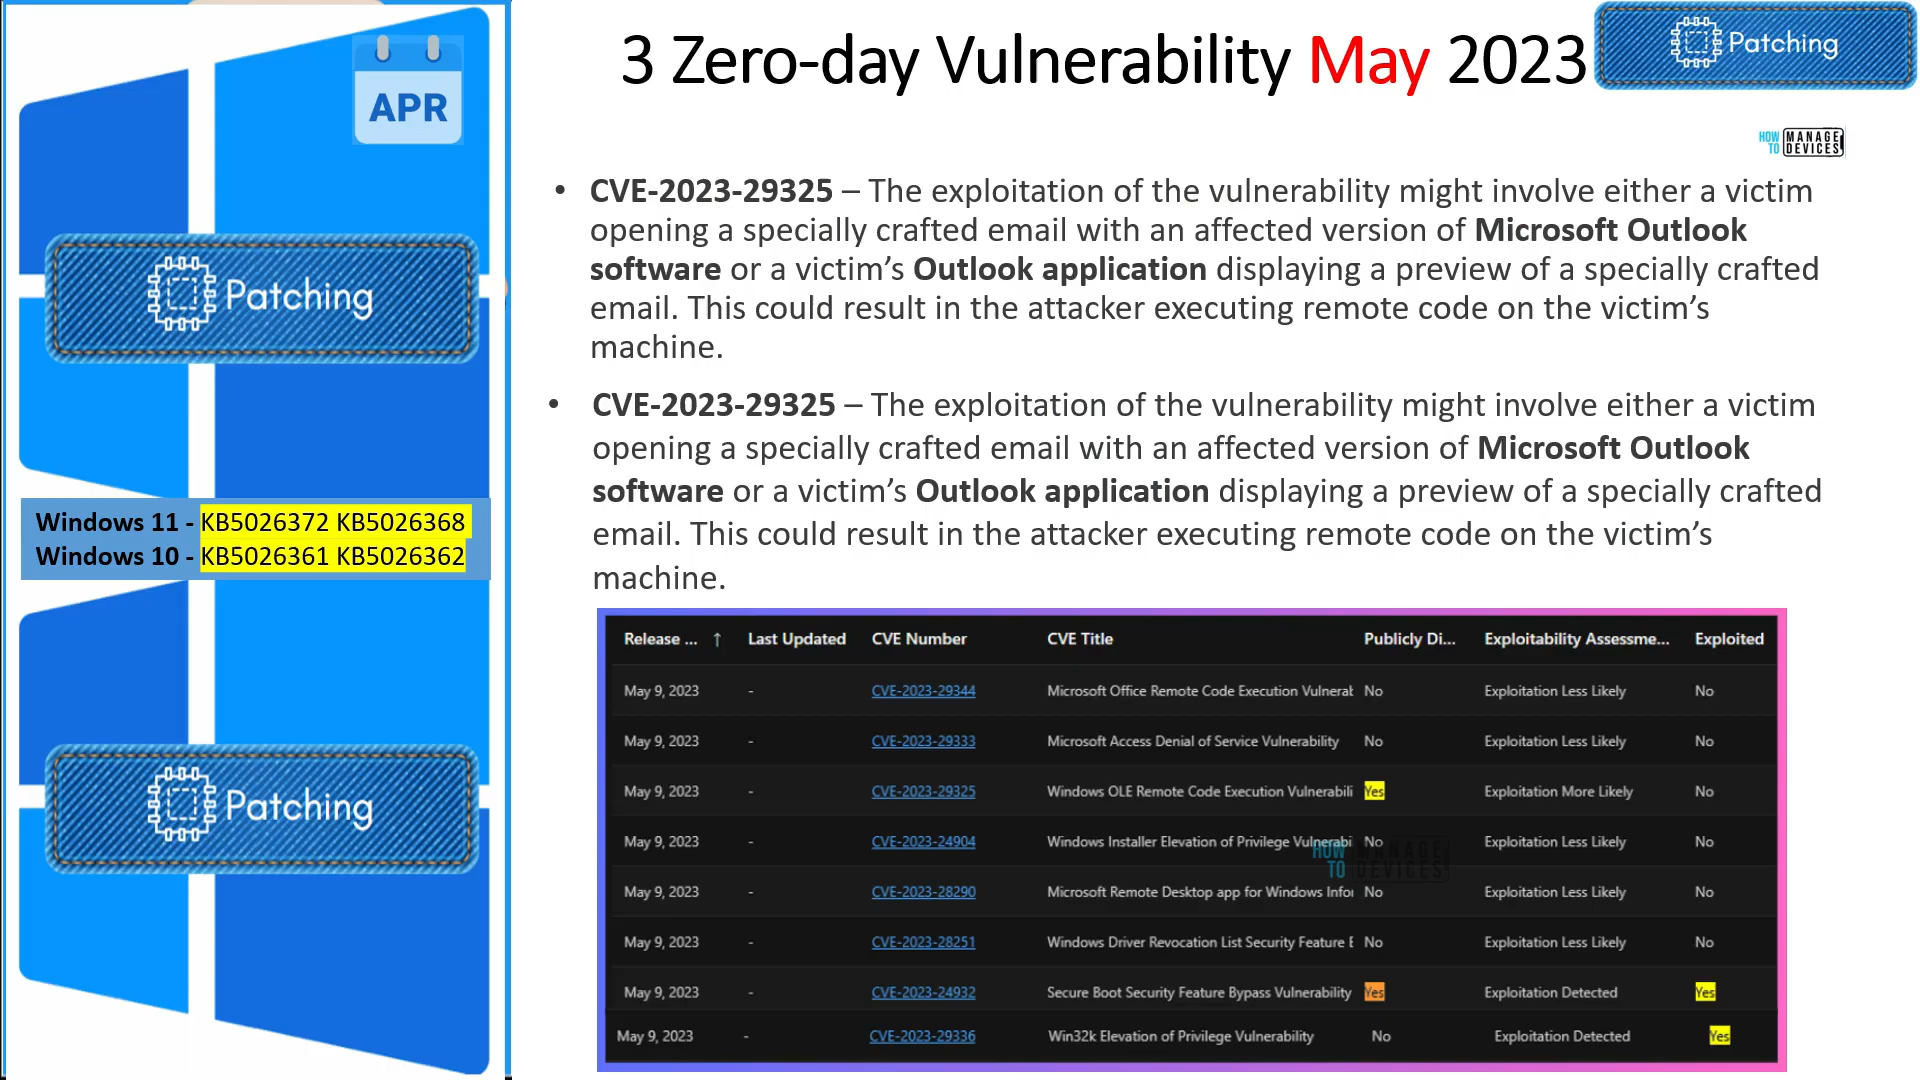 3 Zero-day Vulnerability May 2023
Patching
APR
HOW TO MANAGE DEVICES
• CVE-2023-29325 – The exploitation of the vulnerability might involve either a victim
opening a specially crafted email with an affected version of Microsoft Outlook
software or a victim’s Outlook application displaying a preview of a specially crafted
email. This could result in the attacker executing remote code on the victim’s
machine.
• CVE-2023-29325 – The exploitation of the vulnerability might involve either a victim
opening a specially crafted email with an affected version of Microsoft Outlook
software or a victim’s Outlook application displaying a preview of a specially crafted
email. This could result in the attacker executing remote code on the victim’s
machine.
Patching
Windows 11 - KB5026372 KB5026368
Windows 10 - KB5026361 KB5026362
Patching
Release ... ↑ Last Updated CVE Number CVE Title Publicly Di... Exploitability Assessme... Exploited
May 9, 2023 - CVE-2023-29344 Microsoft Office Remote Code Execution Vulneral No Exploitation Less Likely No
May 9, 2023 - CVE-2023-29333 Microsoft Access Denial of Service Vulnerability No Exploitation Less Likely No
May 9, 2023 - CVE-2023-29325 Windows OLE Remote Code Execution Vulnerabili Yes Exploitation More Likely No
May 9, 2023 - CVE-2023-24904 Windows Installer Elevation of Privilege Vulnerabi No Exploitation Less Likely No
HOW TO MANAGE DEVICES
May 9, 2023 - CVE-2023-28290 Microsoft Remote Desktop app for Windows Infor No Exploitation Less Likely No
May 9, 2023 - CVE-2023-28251 Windows Driver Revocation List Security Feature No Exploitation Less Likely No
May 9, 2023 - CVE-2023-24932 Secure Boot Security Feature Bypass Vulnerability Yes Exploitation Detected Yes
May 9, 2023 - CVE-2023-29336 Win32k Elevation of Privilege Vulnerability No Exploitation Detected Yes